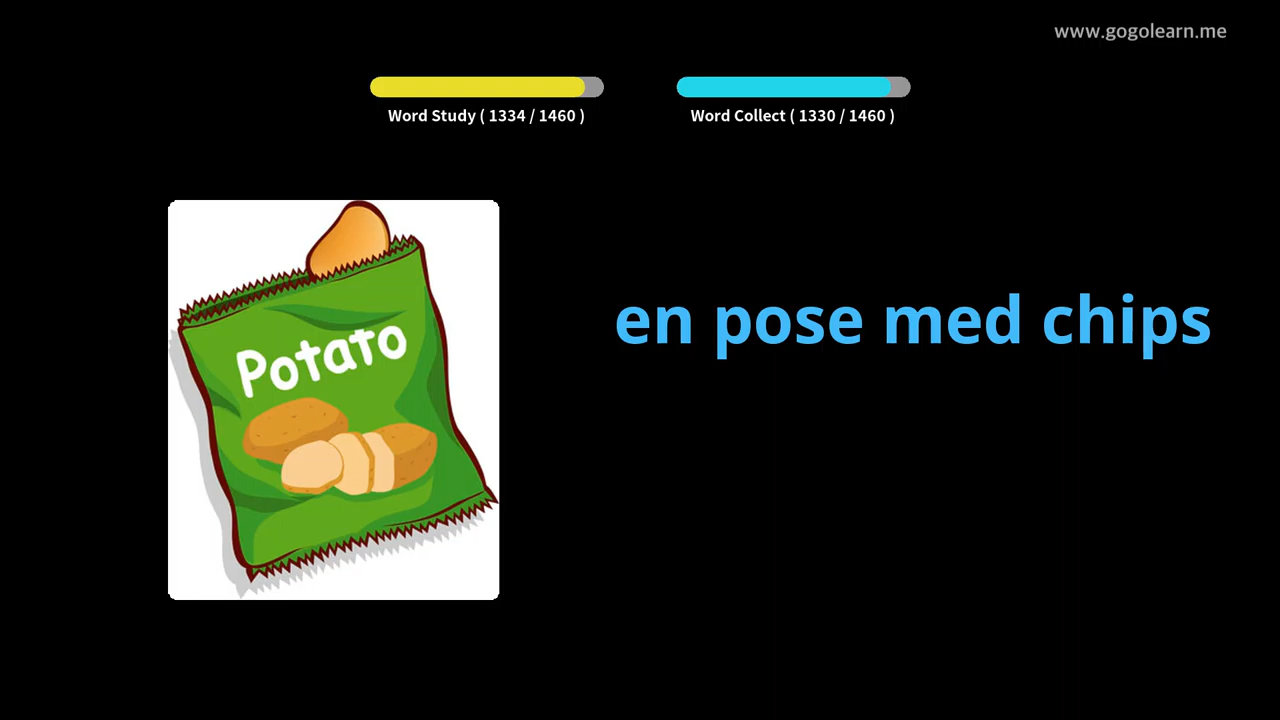 www.gogolearn.me
Word Study ( 1334 / 1460 )
Word Collect ( 1330 / 1460 )
Potato
en pose med chips